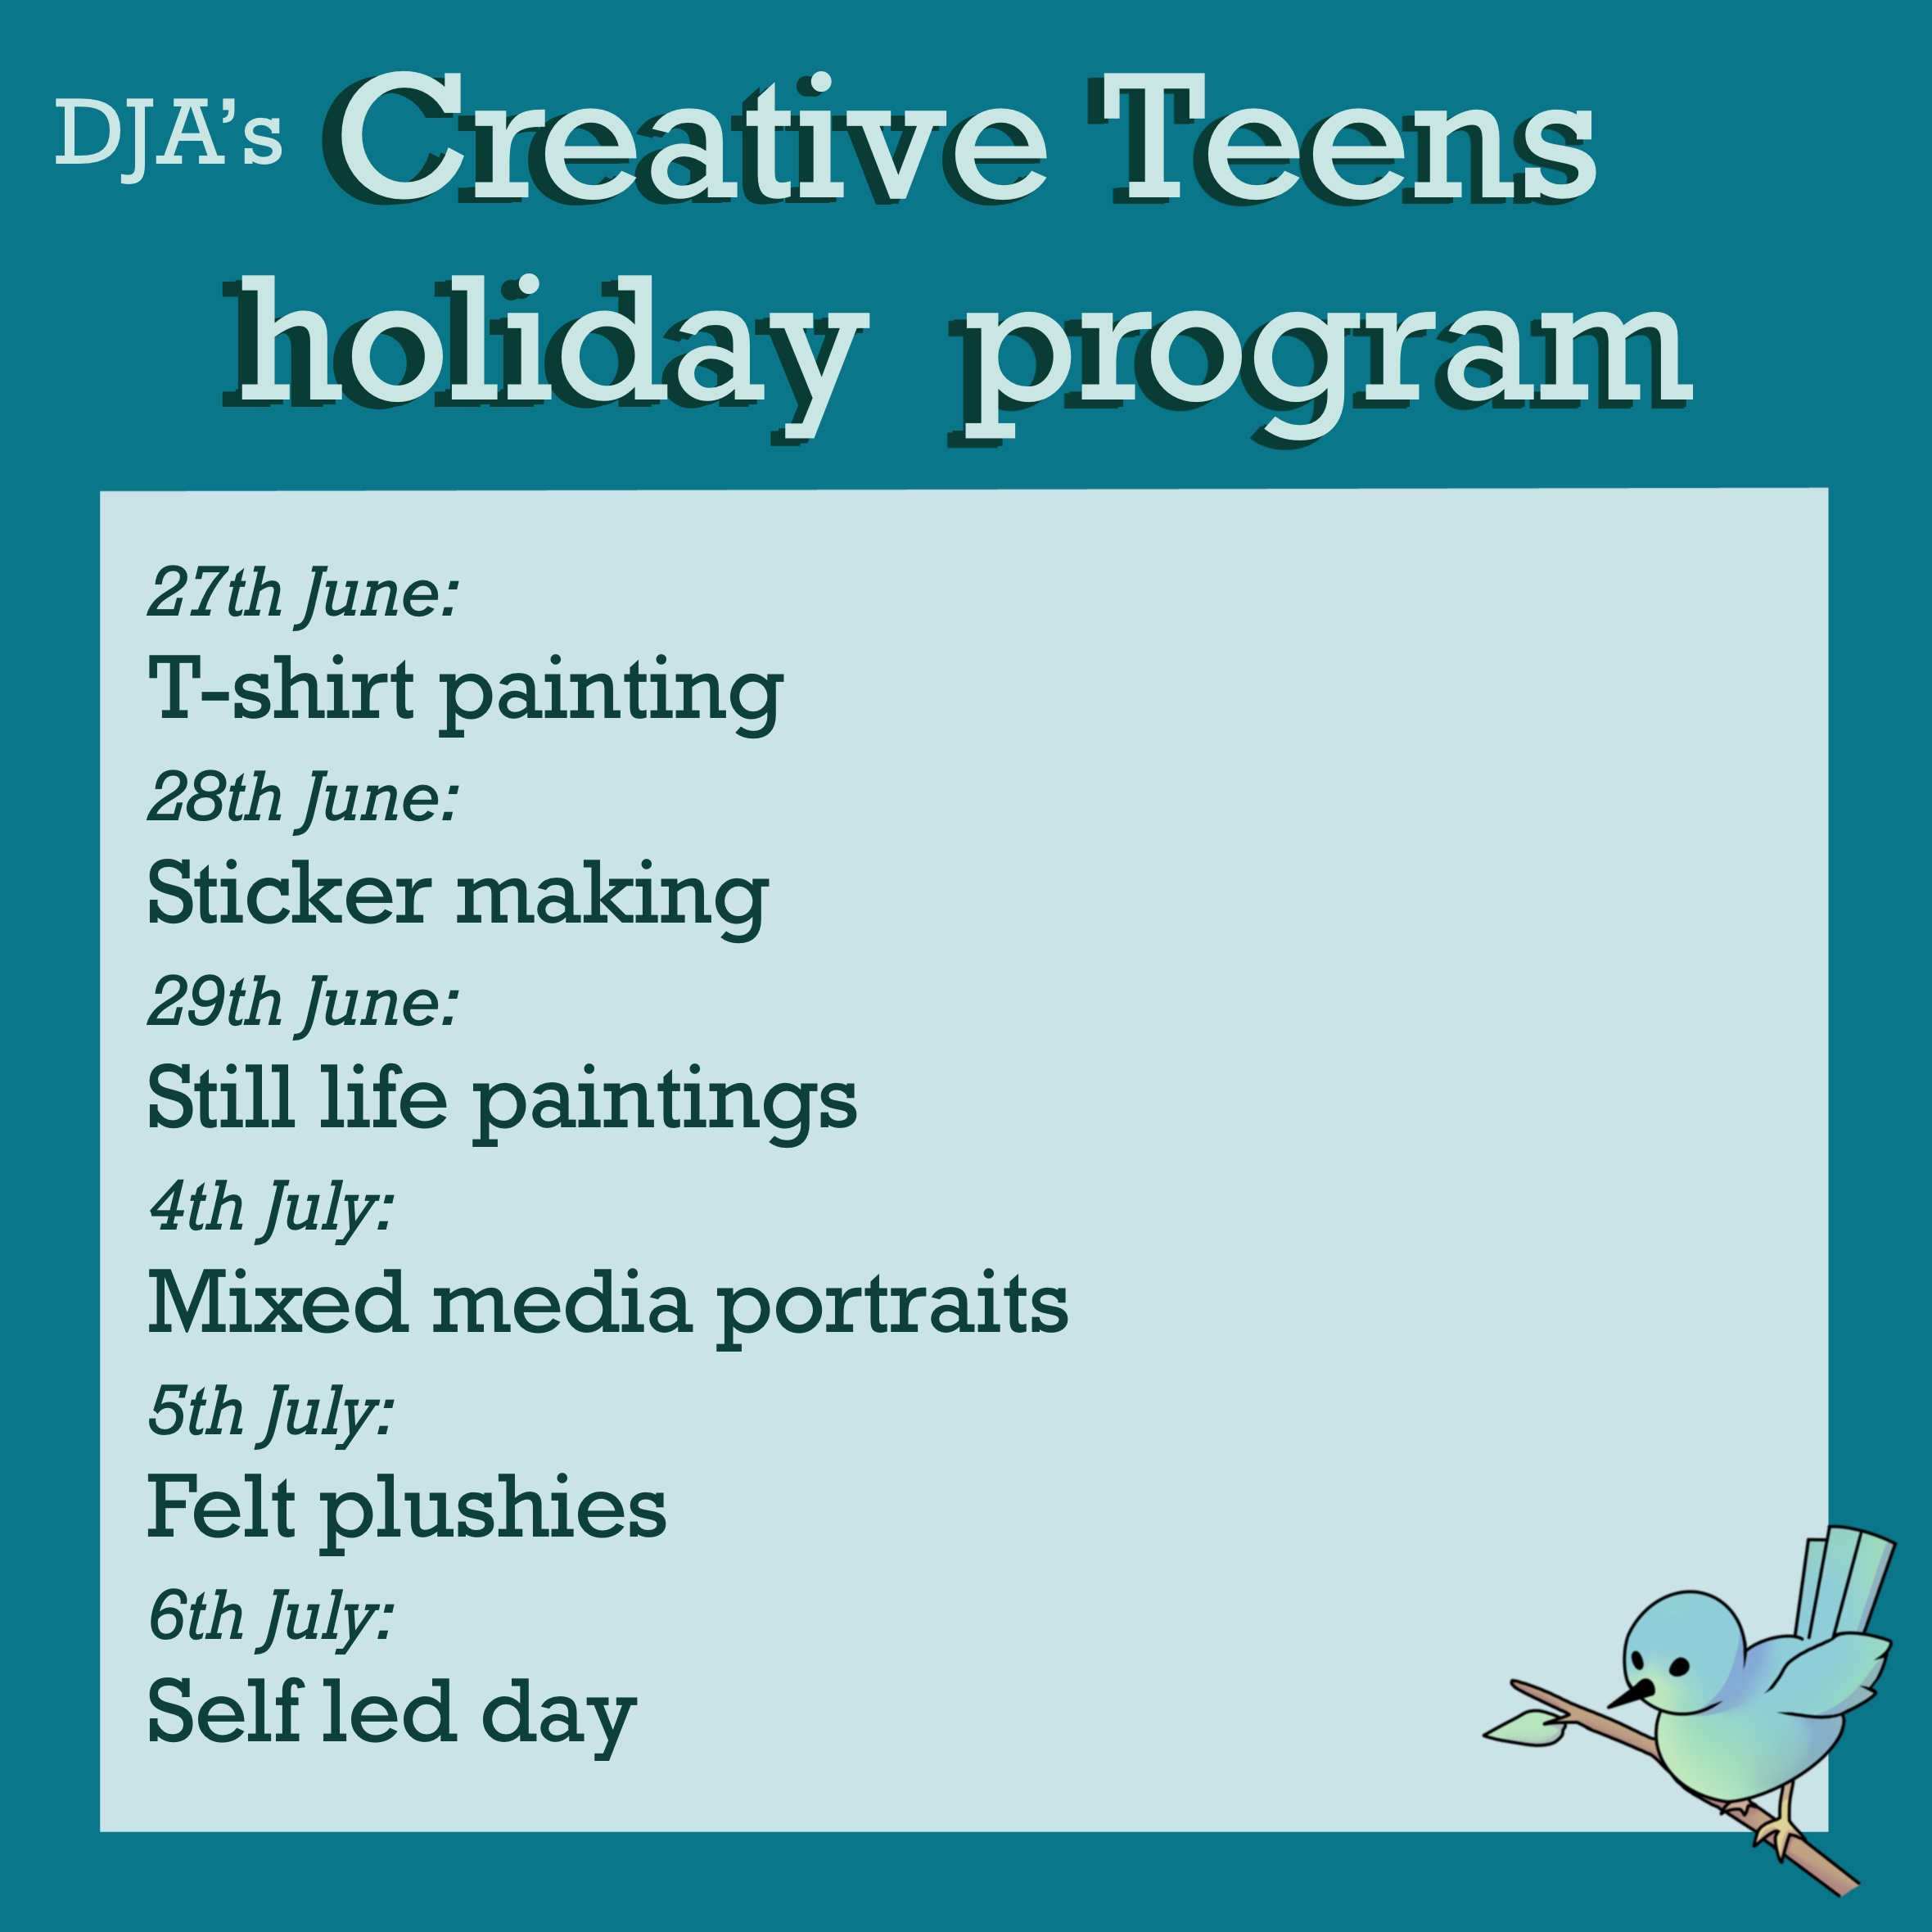 DJA's Creative Teens
holiday program
27th June:
T-shirt painting
28th June:
Sticker making
29th June:
Still life paintings
4th July:
Mixed media portraits
5th July:
Felt plushies
6th July:
Self led day